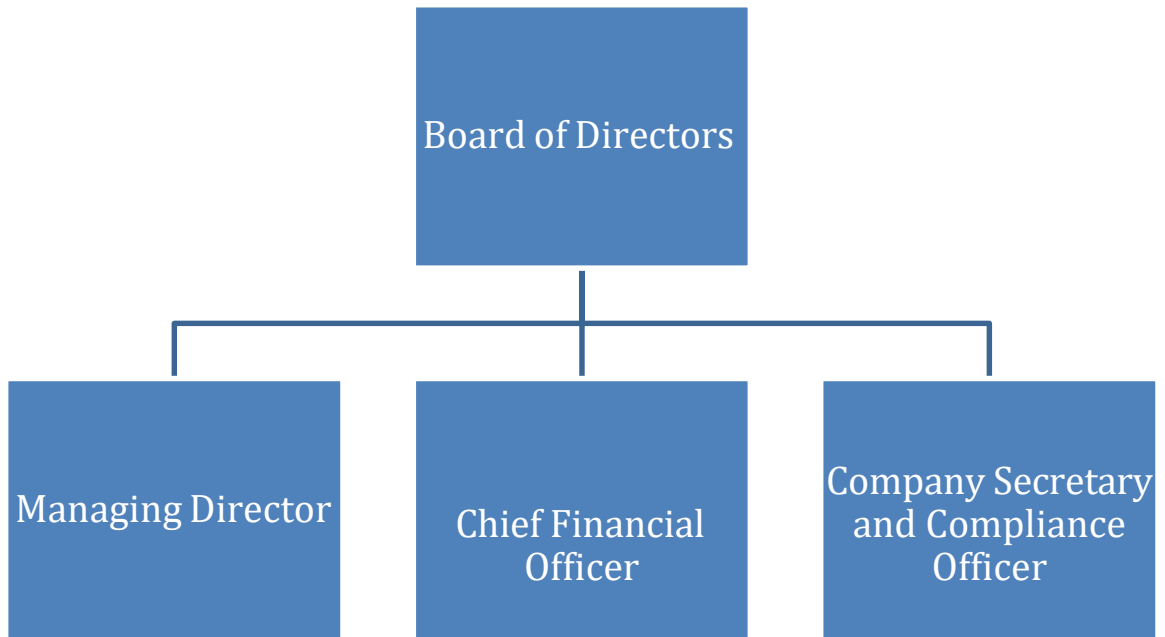 Board of Directors
Managing Director
Chief Financial
Officer
Company Secretary
and Compliance
Officer